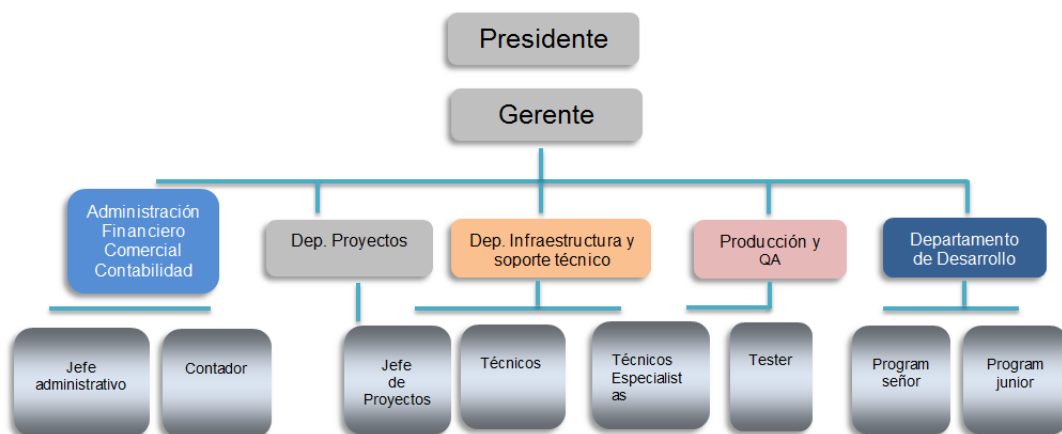 Presidente
Gerente
Administración
Financiero
Comercial
Contabilidad
Dep. Proyectos
Dep. Infraestructura y
soporte técnico
Producción y
QA
Departamento
de Desarrollo
Jefe
administrativo
Contador
Jefe
de
Proyectos
Técnicos
Técnicos
Especialist
as
Tester
Program
señor
Program
junior